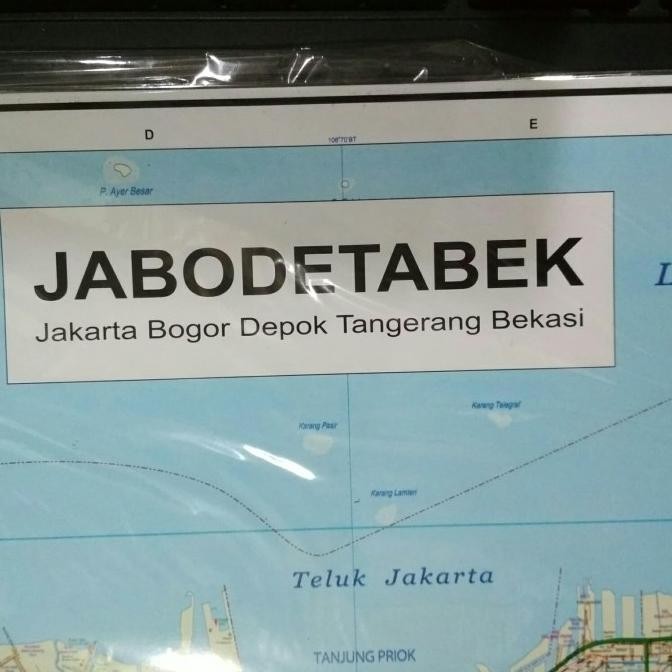 D
E
106°70'BT
P. Ayer Besar
JABODETABEK
Jakarta Bogor Depok Tangerang Bekasi
L
Karang Telegraf
Karang Pasir
Karang Lamten
Teluk Jakarta
TANJUNG PRIOK